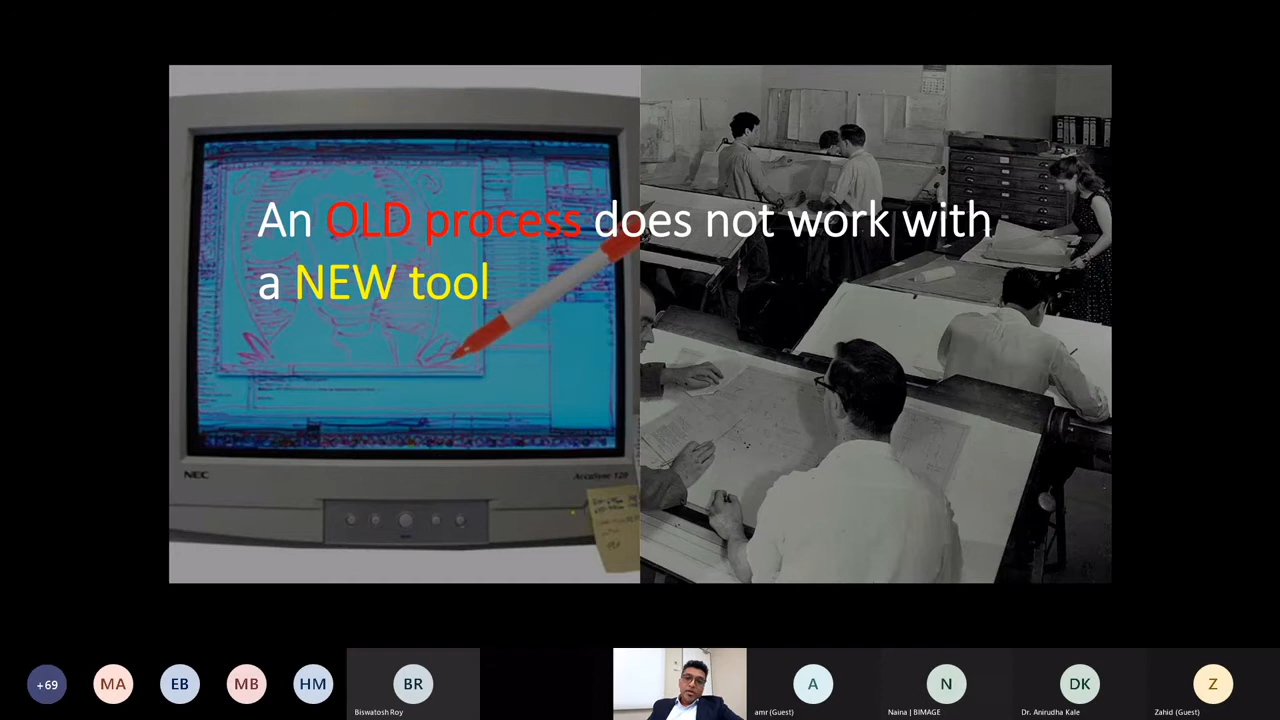 An OLD process does not work with
a NEW tool
NEC
+69
MA
EB
MB
HM
BR
Biswatosh Roy
A
amr (Guest)
N
Naina | BIMAGE
DK
Dr. Anirudha Kale
Z
Zahid (Guest)